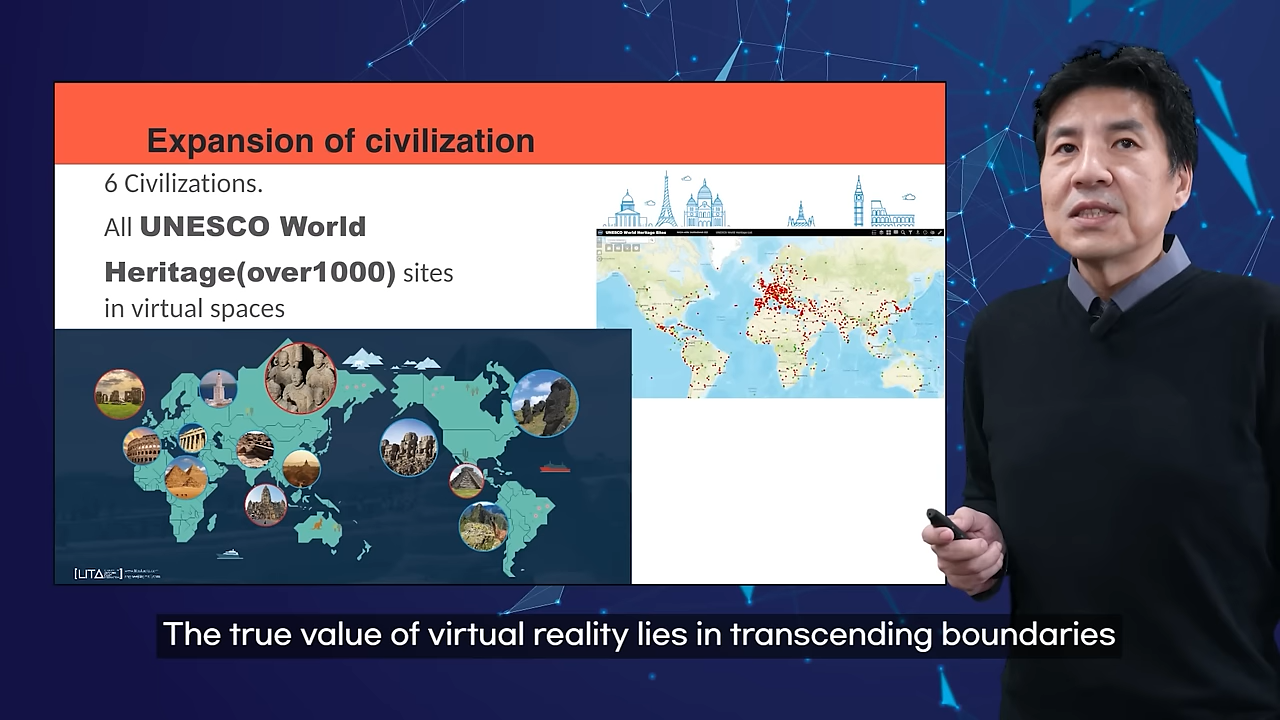 Expansion of civilization
6 Civilizations.
All UNESCO World
Heritage(over1000) sites
in virtual spaces
UNESCO World Heritage Sites
The true value of virtual reality lies in transcending boundaries